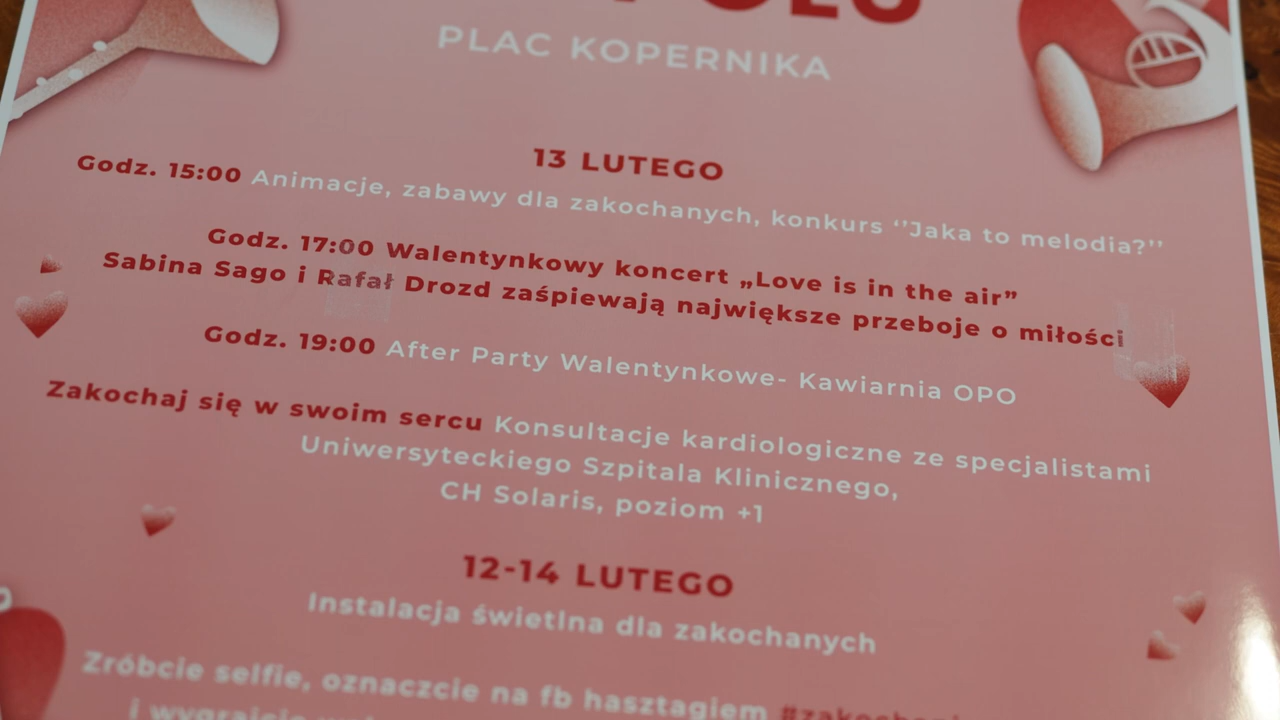 PLAC KOPERNIKA
13 LUTEGO
Godz. 15:00 Animacje, zabawy dla zakochanych, konkurs ‘’Jaka to melodia?’’
Godz. 17:00 Walentynkowy koncert „Love is in the air”
Sabina Sago i Rafał Drozd zaśpiewają największe przeboje o miłości
Godz. 19:00 After Party Walentynkowe- Kawiarnia OPO
Zakochaj się w swoim sercu Konsultacje kardiologiczne ze specjalistami
Uniwersyteckiego Szpitala Klinicznego,
CH Solaris, poziom +1
12-14 LUTEGO
Instalacja świetlna dla zakochanych
Zróbcie selfie, oznaczcie na fb hasztagiem
i wygrajcie